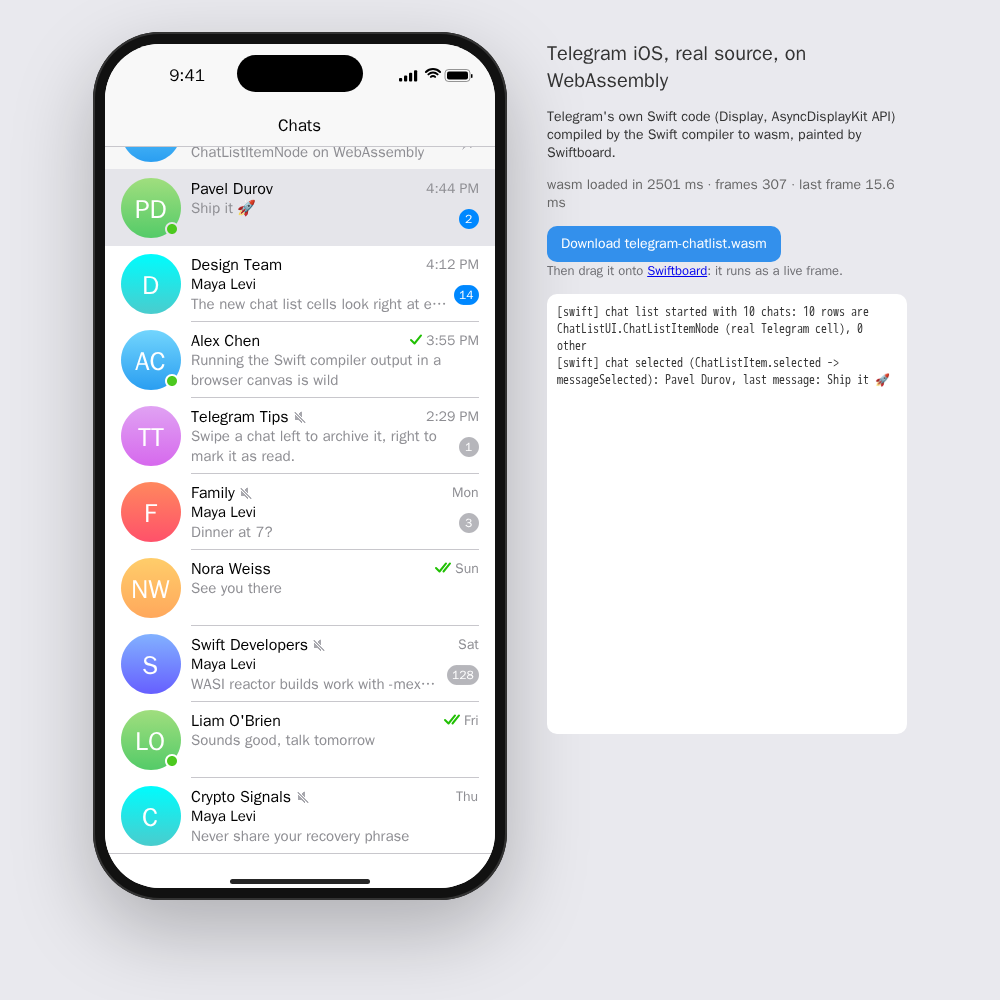 9:41
Chats
ChatListItemNode on WebAssembly
PD
Pavel Durov
4:44 PM
Ship it 🚀
2
D
Design Team
4:12 PM
Maya Levi
The new chat list cells look right at e…
14
AC
Alex Chen
3:55 PM
Running the Swift compiler output in a
browser canvas is wild
TT
Telegram Tips
2:29 PM
Swipe a chat left to archive it, right to
mark it as read.
1
F
Family
Mon
Maya Levi
Dinner at 7?
3
NW
Nora Weiss
Sun
See you there
S
Swift Developers
Sat
Maya Levi
WASI reactor builds work with -mex…
128
LO
Liam O'Brien
Fri
Sounds good, talk tomorrow
C
Crypto Signals
Thu
Maya Levi
Never share your recovery phrase
Telegram iOS, real source, on
WebAssembly
Telegram's own Swift code (Display, AsyncDisplayKit API)
compiled by the Swift compiler to wasm, painted by
Swiftboard.
wasm loaded in 2501 ms · frames 307 · last frame 15.6
ms
Download telegram-chatlist.wasm
Then drag it onto Swiftboard: it runs as a live frame.
[swift] chat list started with 10 chats: 10 rows are
ChatListUI.ChatListItemNode (real Telegram cell), 0
other
[swift] chat selected (ChatListItem.selected ->
messageSelected): Pavel Durov, last message: Ship it 🚀